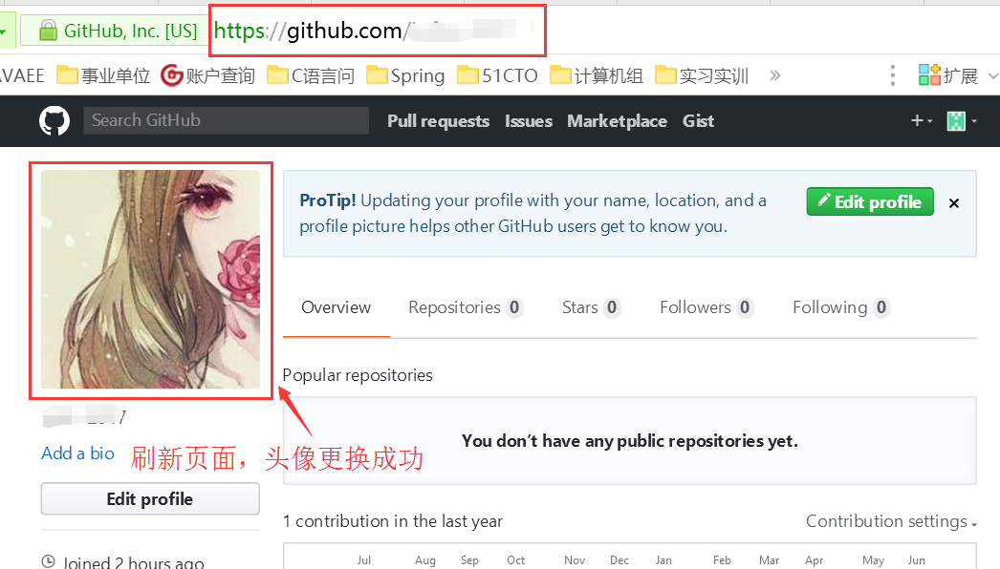 GitHub, Inc. [US] https://github.com/
VAEE 事业单位 账户查询 C语言问 Spring 51CTO 计算机组 实习实训 » 扩展
Search GitHub Pull requests Issues Marketplace Gist
ProTip! Updating your profile with your name, location, and a
profile picture helps other GitHub users get to know you.
Edit profile
Overview Repositories 0 Stars 0 Followers 0 Following 0
Popular repositories
You don't have any public repositories yet.
Add a bio
刷新页面，头像更换成功
Edit profile
1 contribution in the last year Contribution settings
Joined 2 hours ago
Jul Aug Sep Oct Nov Dec Jan Feb Mar Apr May Jun